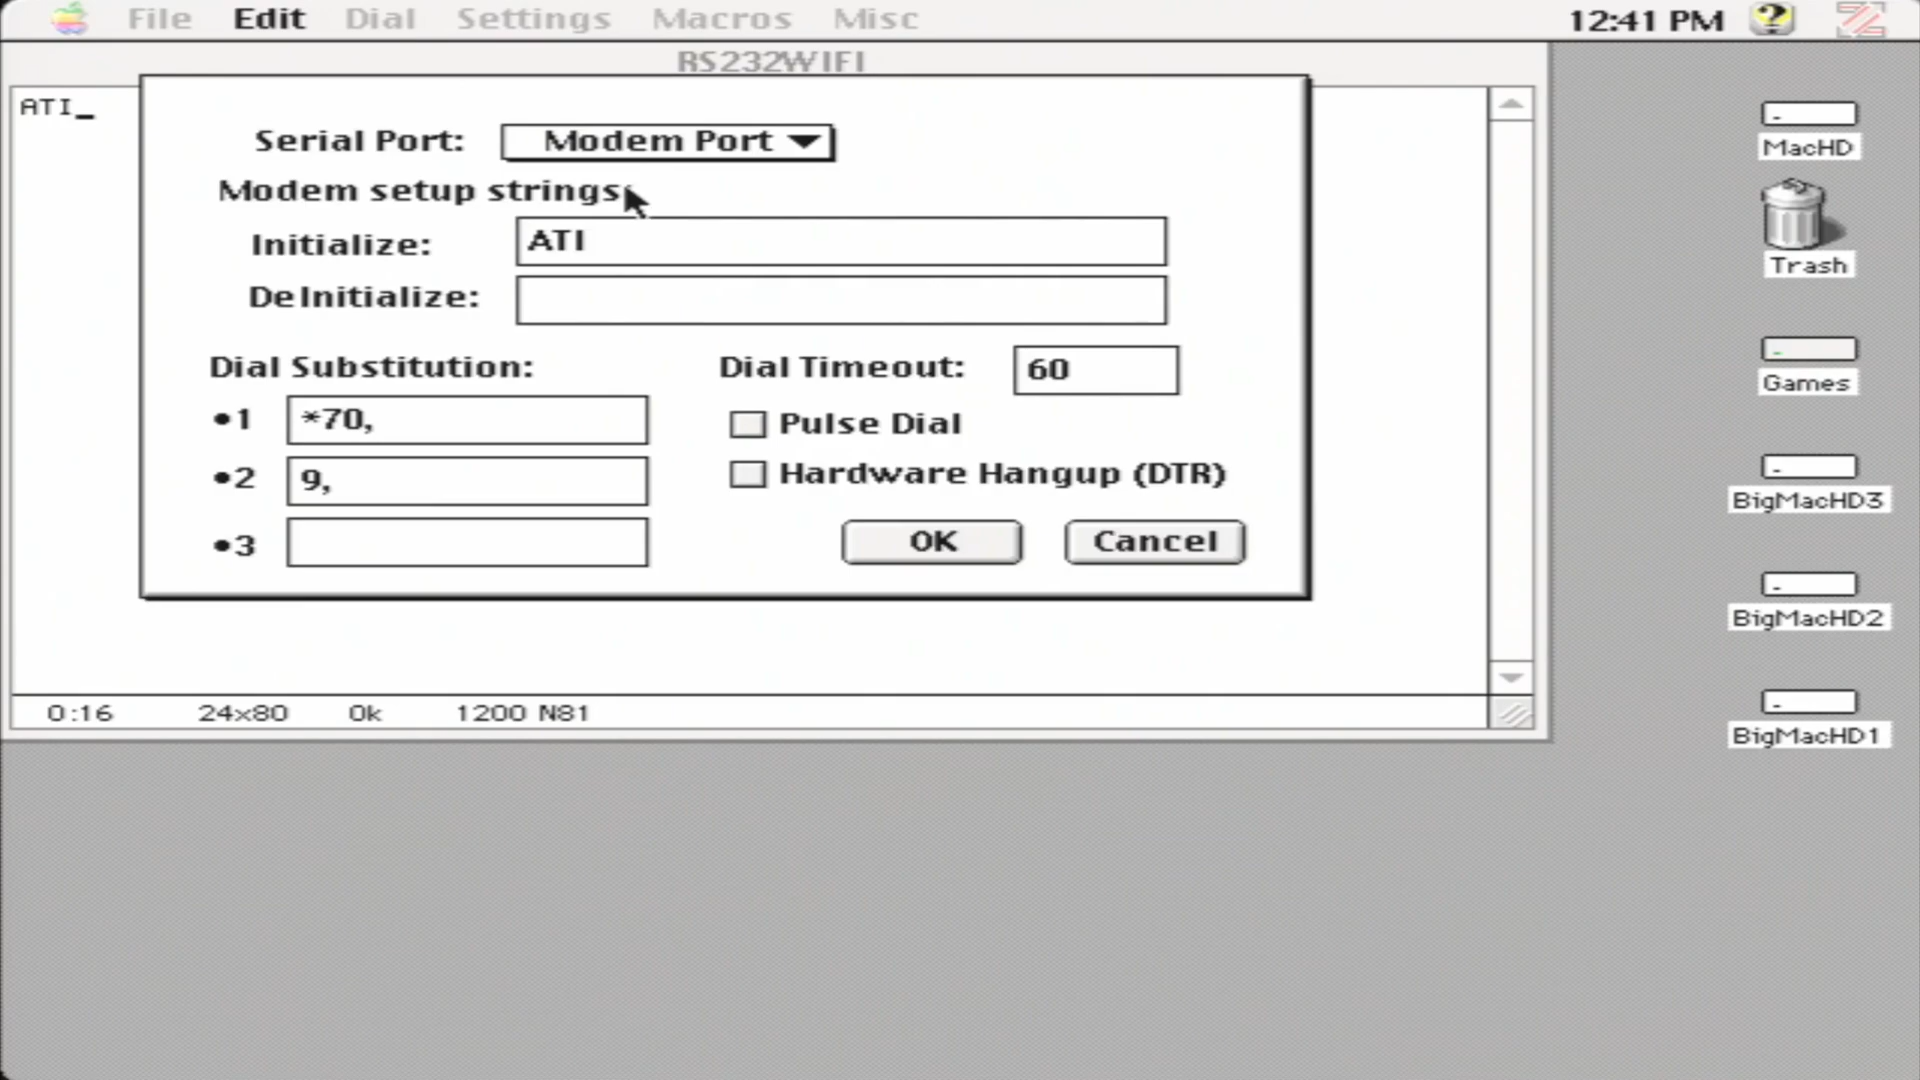 File Edit Dial Settings Macros Misc 12:41 PM
RS232WIFI
ATI_
Serial Port: Modem Port
Modem setup strings:
Initialize: ATI
DeInitialize:
Dial Substitution:
•1 *70,
•2 9,
•3
Dial Timeout: 60
Pulse Dial
Hardware Hangup (DTR)
OK Cancel
0:16 24x80 0k 1200 N81
MacHD
Trash
Games
BigMacHD3
BigMacHD2
BigMacHD1